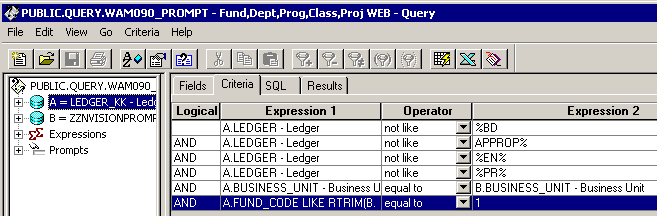 PUBLIC.QUERY.WAM090_PROMPT - Fund,Dept,Prog,Class,Proj WEB - Query
File Edit View Go Criteria Help
PUBLIC.QUERY.WAM090_
A = LEDGER_KK - Ledg
B = ZZNVISIONPROMP
Expressions
Prompts
Fields Criteria SQL Results
Logical Expression 1 Operator Expression 2
A.LEDGER - Ledger not like %BD
AND A.LEDGER - Ledger not like APPROP%
AND A.LEDGER - Ledger not like %EN%
AND A.LEDGER - Ledger not like %PR%
AND A.BUSINESS_UNIT - Business U equal to B.BUSINESS_UNIT - Business Unit
AND A.FUND_CODE LIKE RTRIM(B. equal to 1